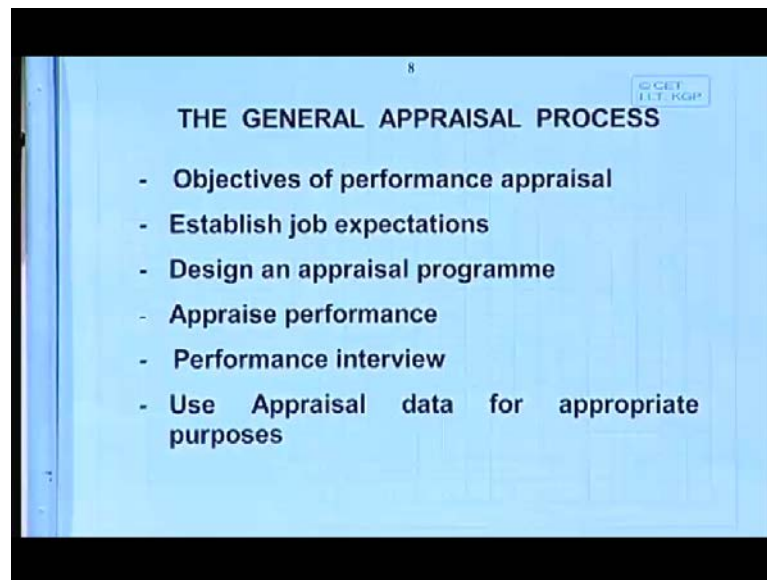 8
© CET
I.I.T. KGP
THE GENERAL APPRAISAL PROCESS
- Objectives of performance appraisal
- Establish job expectations
- Design an appraisal programme
- Appraise performance
- Performance interview
- Use Appraisal data for appropriate
purposes